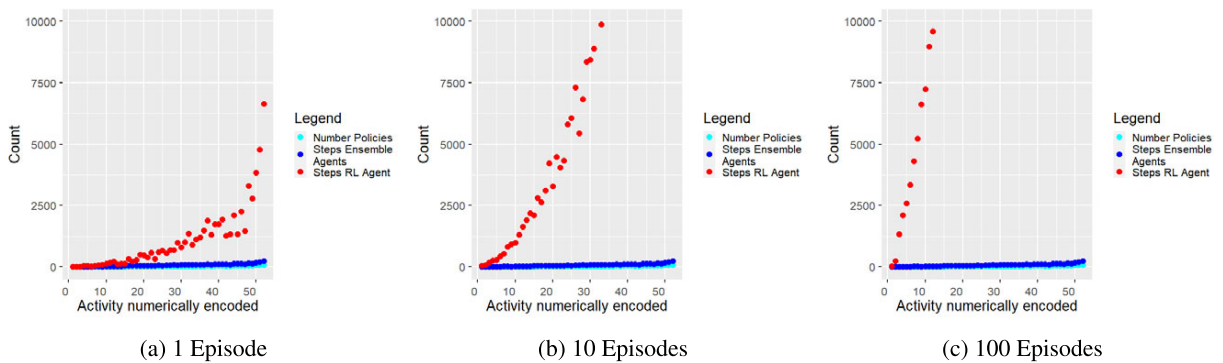 10000
7500
5000
2500
0
Count
0 10 20 30 40 50
Activity numerically encoded
Legend
Number Policies
Steps Ensemble
Agents
Steps RL Agent
(a) 1 Episode
10000
7500
5000
2500
0
Count
0 10 20 30 40 50
Activity numerically encoded
Legend
Number Policies
Steps Ensemble
Agents
Steps RL Agent
(b) 10 Episodes
10000
7500
5000
2500
0
Count
0 10 20 30 40 50
Activity numerically encoded
Legend
Number Policies
Steps Ensemble
Agents
Steps RL Agent
(c) 100 Episodes